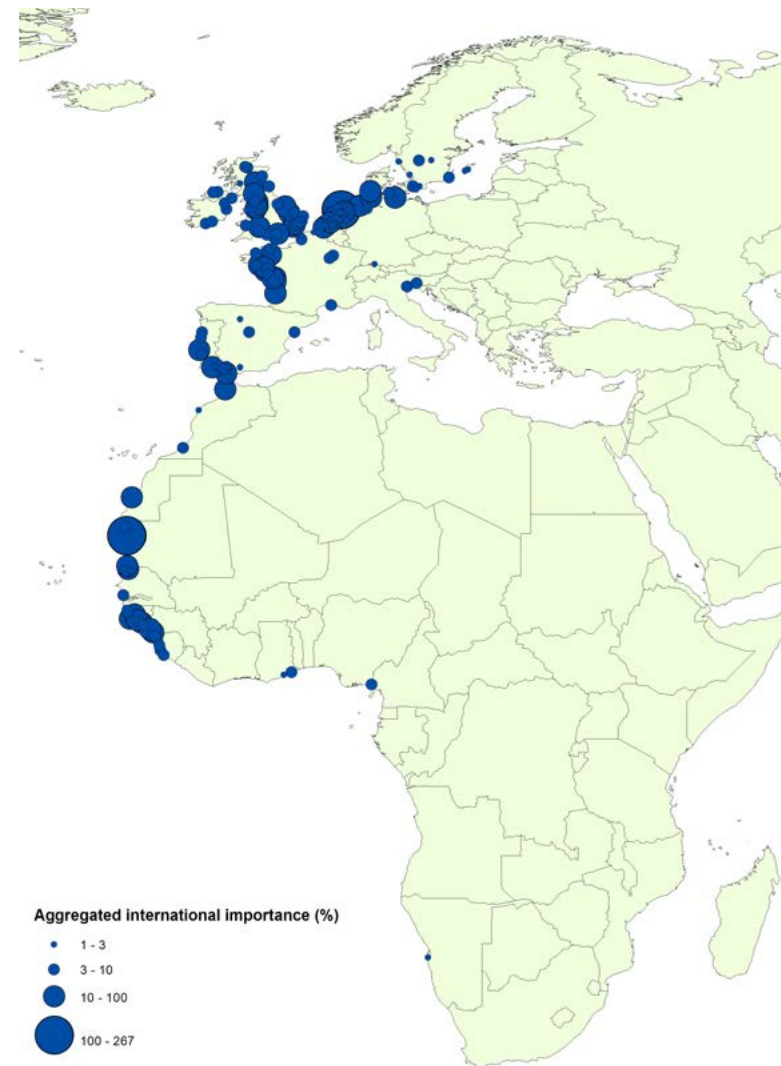 Aggregated international importance (%)
1 - 3
3 - 10
10 - 100
100 - 267